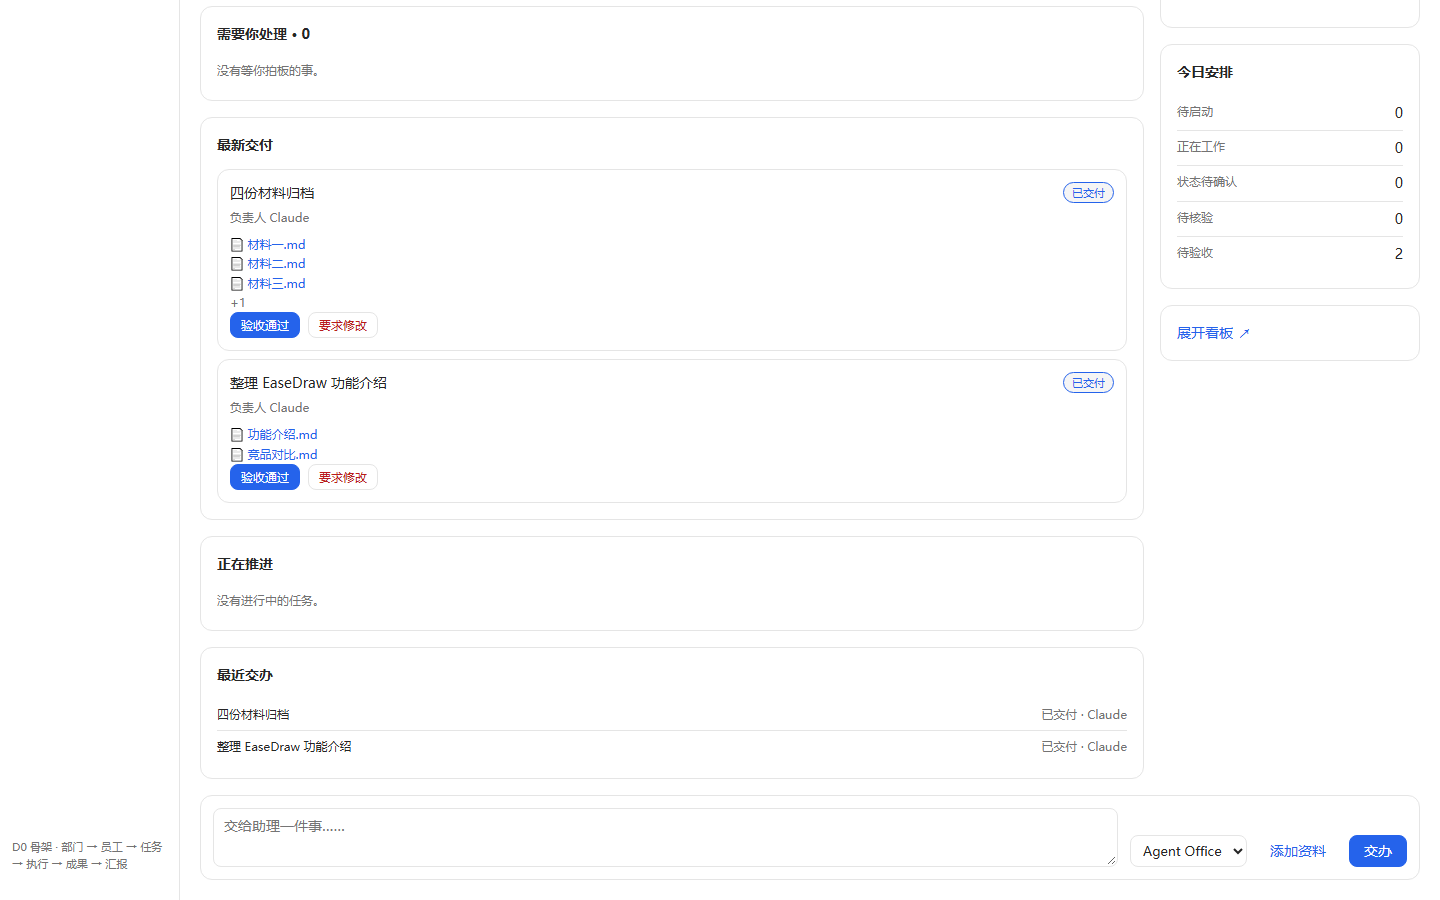 需要你处理 • 0
没有等你拍板的事。
最新交付
四份材料归档
已交付
负责人 Claude
材料一.md
材料二.md
材料三.md
+1
验收通过
要求修改
整理 EaseDraw 功能介绍
已交付
负责人 Claude
功能介绍.md
竞品对比.md
验收通过
要求修改
正在推进
没有进行中的任务。
最近交办
四份材料归档
已交付 · Claude
整理 EaseDraw 功能介绍
已交付 · Claude
今日安排
待启动 0
正在工作 0
状态待确认 0
待核验 0
待验收 2
展开看板 ↗
D0 骨架 · 部门 → 员工 → 任务
→ 执行 → 成果 → 汇报
交给助理一件事……
Agent Office
添加资料
交办